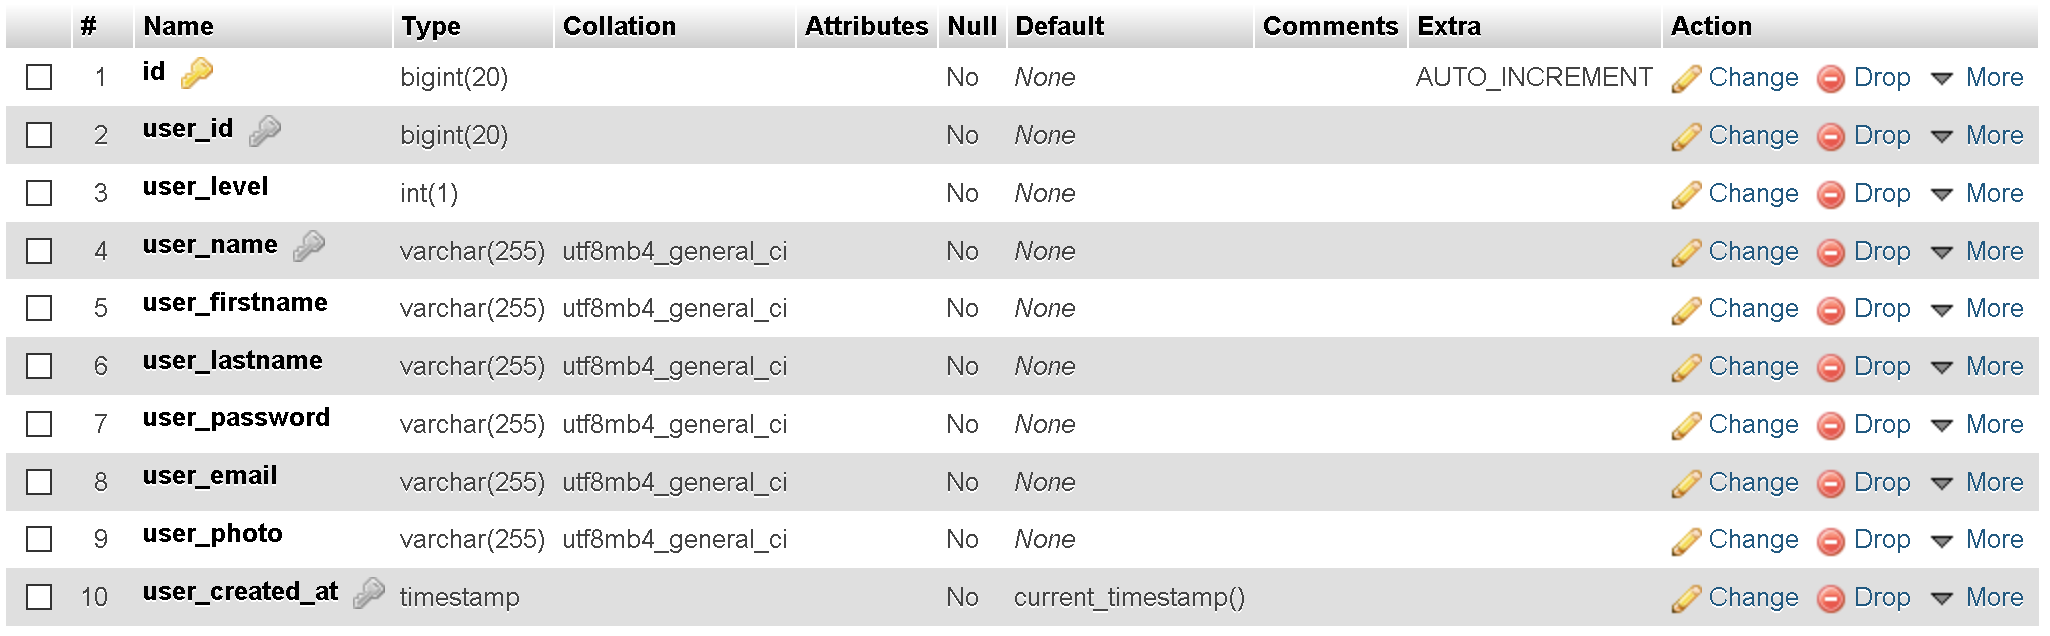 # Name Type Collation Attributes Null Default Comments Extra Action
1 id bigint(20) No None AUTO_INCREMENT Change Drop More
2 user_id bigint(20) No None Change Drop More
3 user_level int(1) No None Change Drop More
4 user_name varchar(255) utf8mb4_general_ci No None Change Drop More
5 user_firstname varchar(255) utf8mb4_general_ci No None Change Drop More
6 user_lastname varchar(255) utf8mb4_general_ci No None Change Drop More
7 user_password varchar(255) utf8mb4_general_ci No None Change Drop More
8 user_email varchar(255) utf8mb4_general_ci No None Change Drop More
9 user_photo varchar(255) utf8mb4_general_ci No None Change Drop More
10 user_created_at timestamp No current_timestamp() Change Drop More